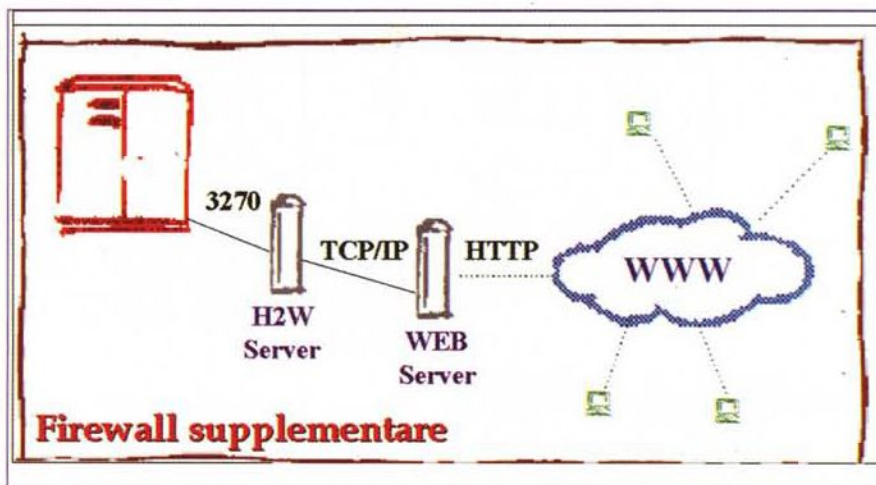 3270
TCP/IP
HTTP
WWW
H2W
Server
WEB
Server
Firewall supplementare